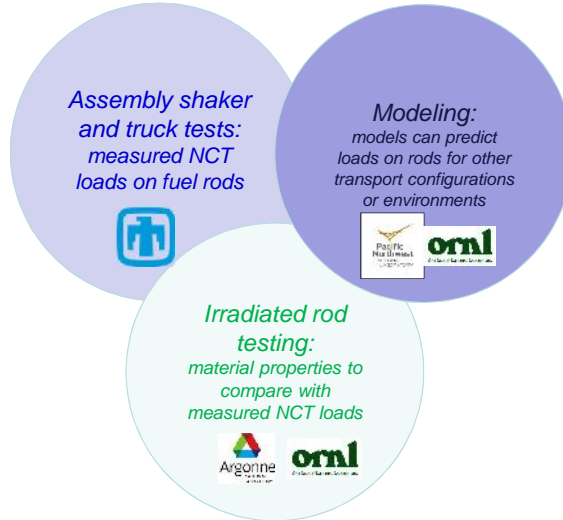 Assembly shaker
and truck tests:
measured NCT
loads on fuel rods
Modeling:
models can predict
loads on rods for other
transport configurations
or environments
Pacific
Northwest
ornl
Irradiated rod
testing:
material properties to
compare with
measured NCT loads
Argonne
ornl